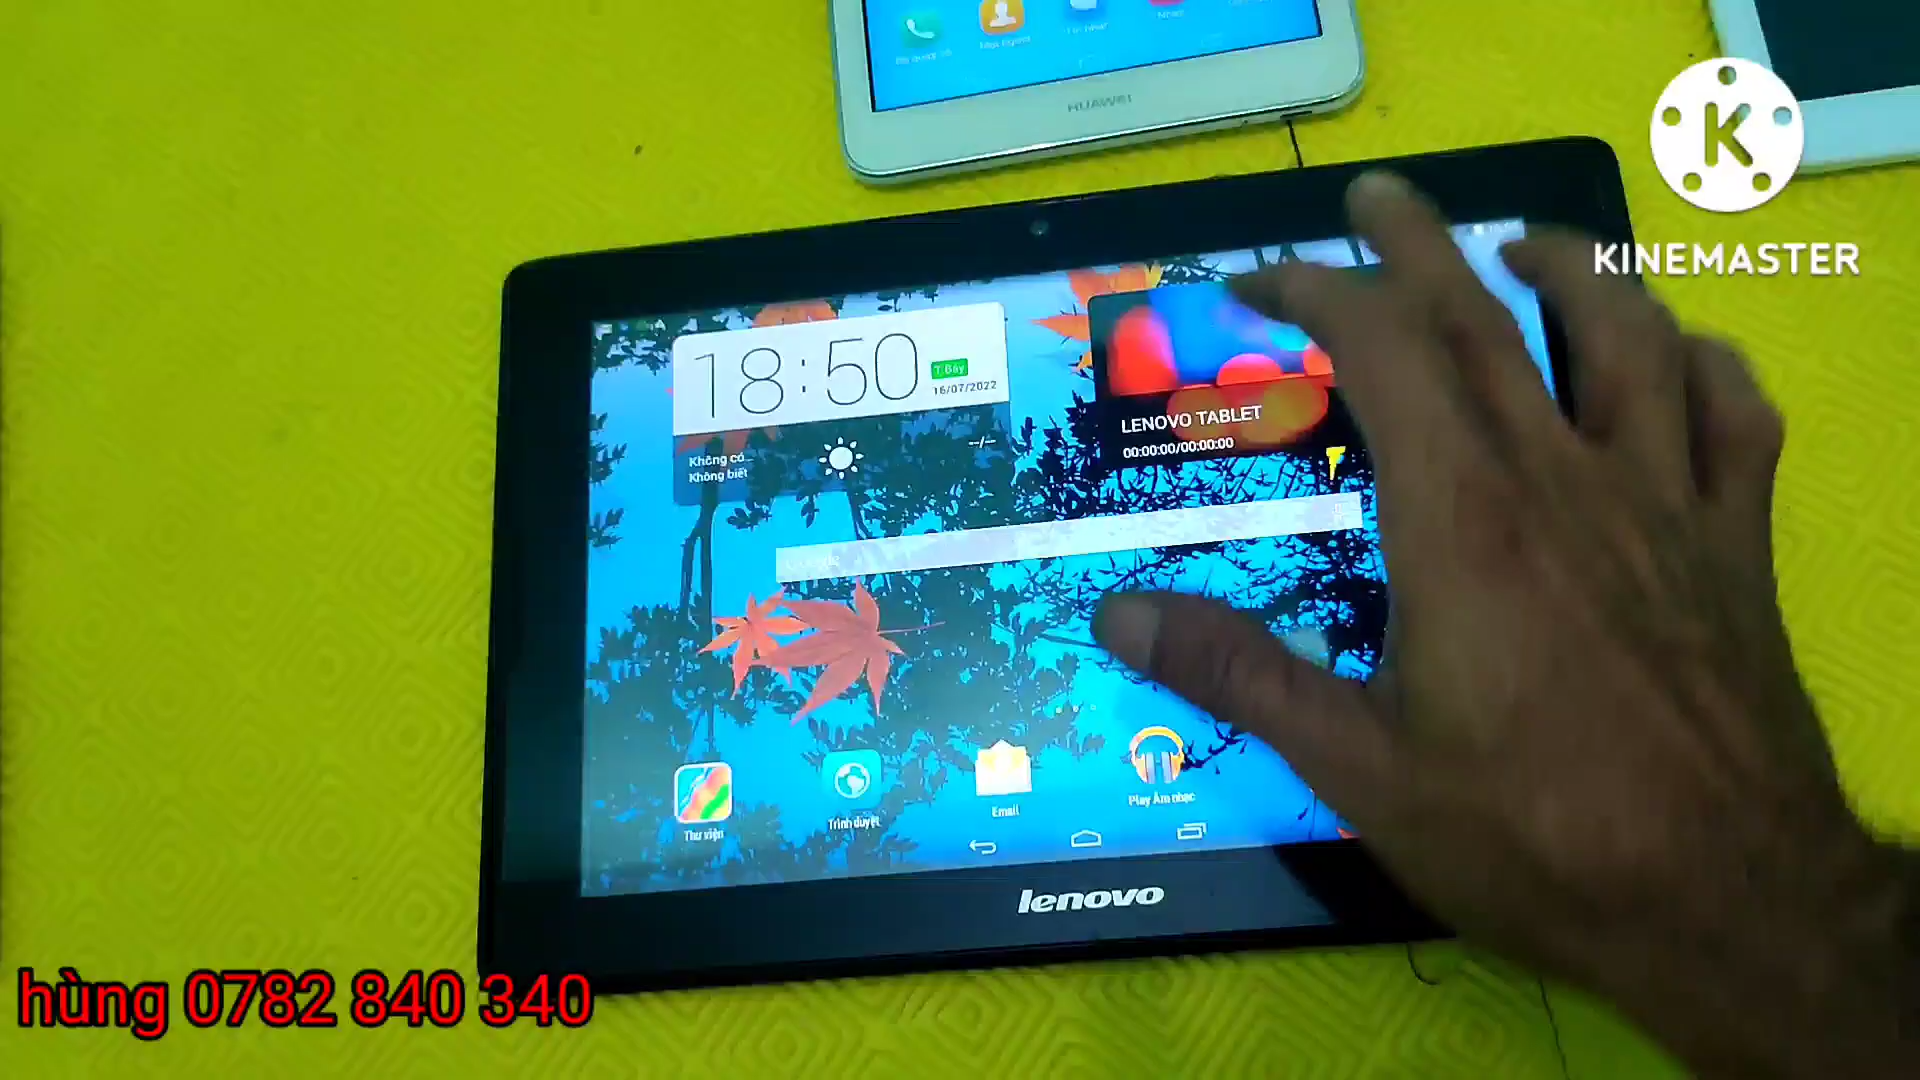 HUAWEI
KINEMASTER
18:50
T.Bảy
16/07/2022
Không có...
Không biết
--/--
LENOVO TABLET
00:00:00/00:00:00
Google
Thư viện
Trình duyệt
Email
Play Âm nhạc
lenovo
hùng 0782 840 340